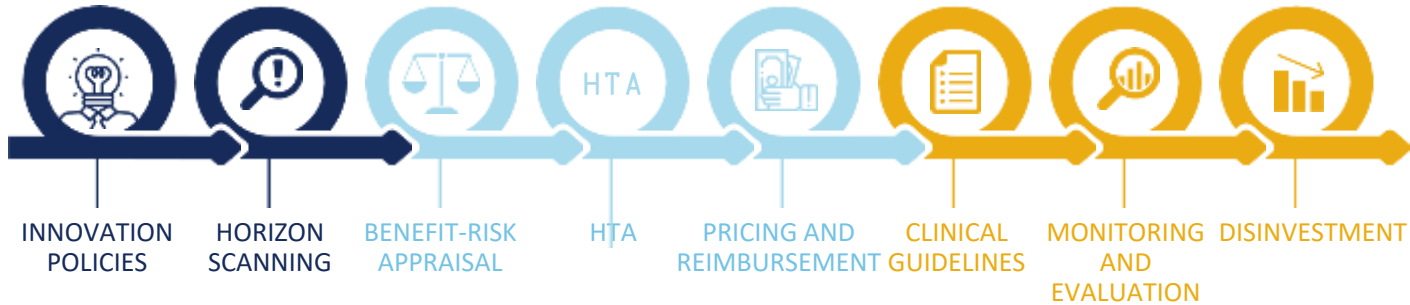 HTA
INNOVATION
POLICIES
HORIZON
SCANNING
BENEFIT-RISK
APPRAISAL
HTA
PRICING AND
REIMBURSEMENT
CLINICAL
GUIDELINES
MONITORING
AND
EVALUATION
DISINVESTMENT